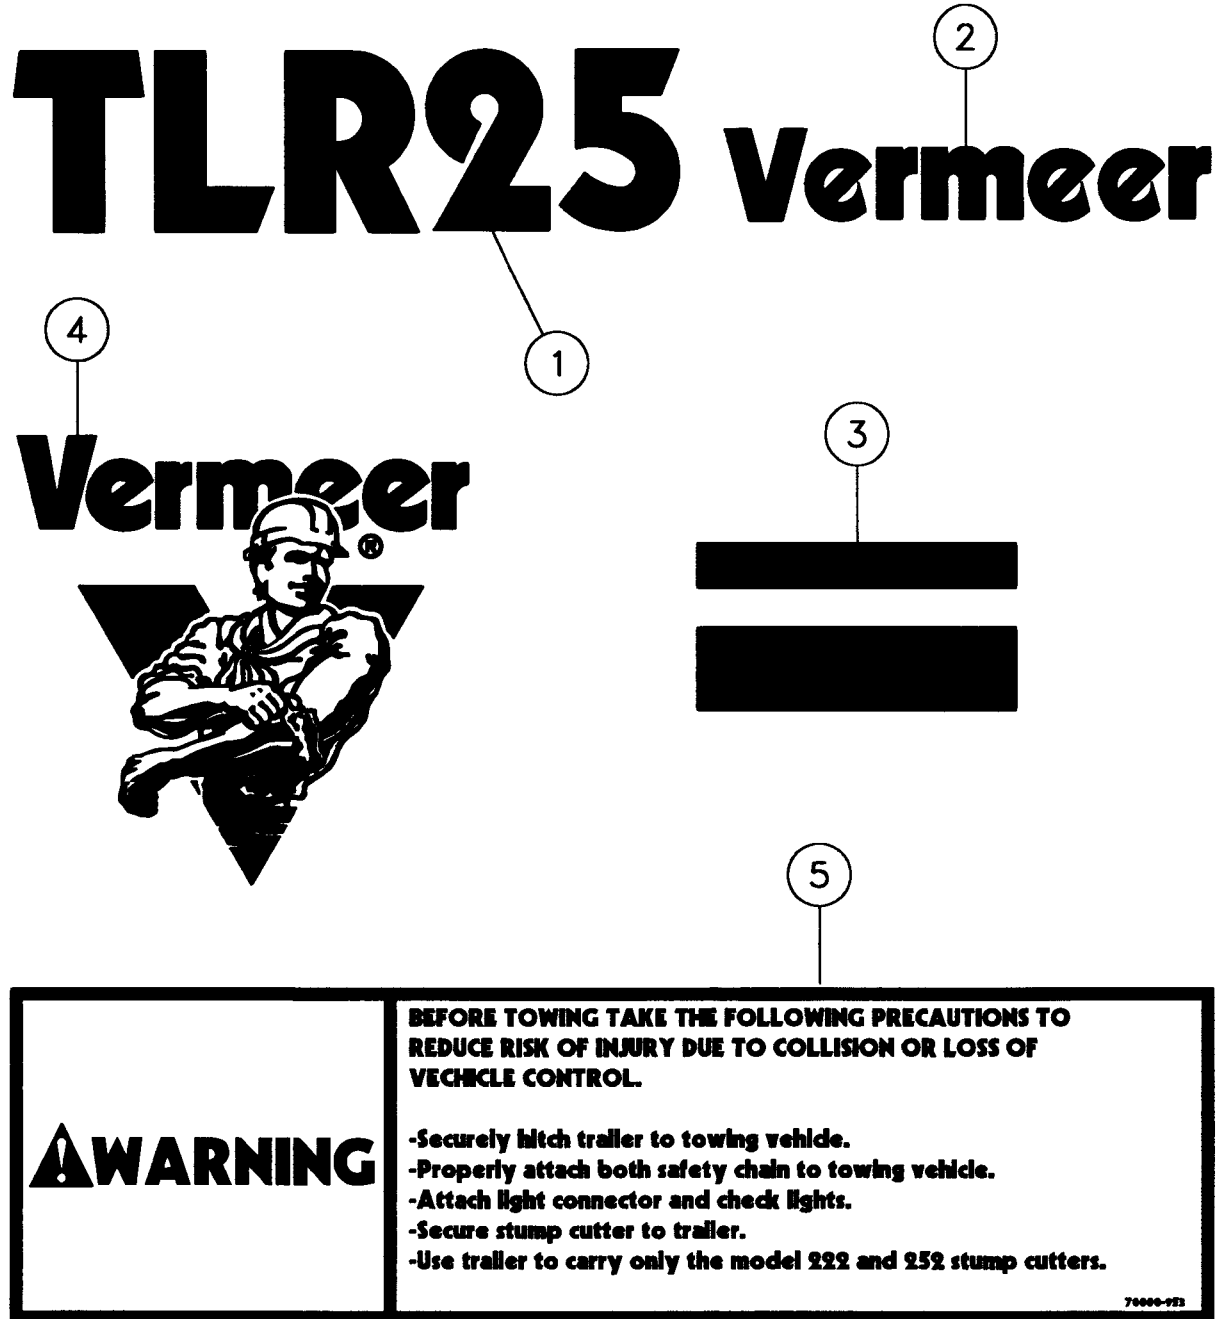 TLR25
2
Vermeer
4
1
3
Vermeer
®
5
BEFORE TOWING TAKE THE FOLLOWING PRECAUTIONS TO
REDUCE RISK OF INJURY DUE TO COLLISION OR LOSS OF
VECHICLE CONTROL.
WARNING
-Securely hitch trailer to towing vehicle.
-Properly attach both safety chain to towing vehicle.
-Attach light connector and check lights.
-Secure stump cutter to trailer.
-Use trailer to carry only the model 222 and 252 stump cutters.